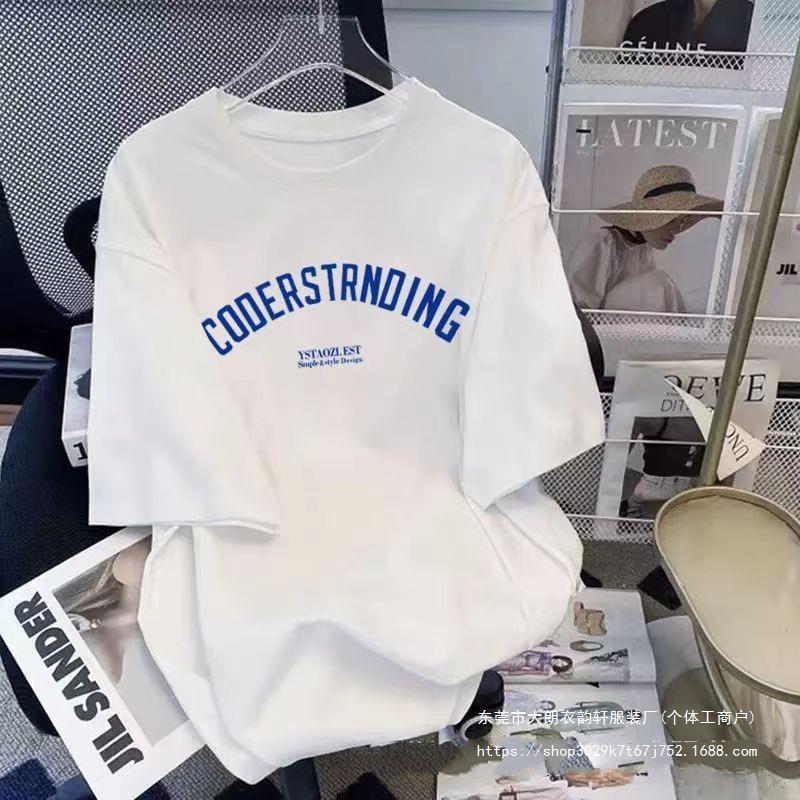 CÉLINE
LATEST
CODERSTRNDING
YSTAOZLEST
Simple&style Design
JIL
JIL SANDER
东莞市大朗衣韵轩服装厂(个体工商户)
https://shop3029k7t67j752.1688.com